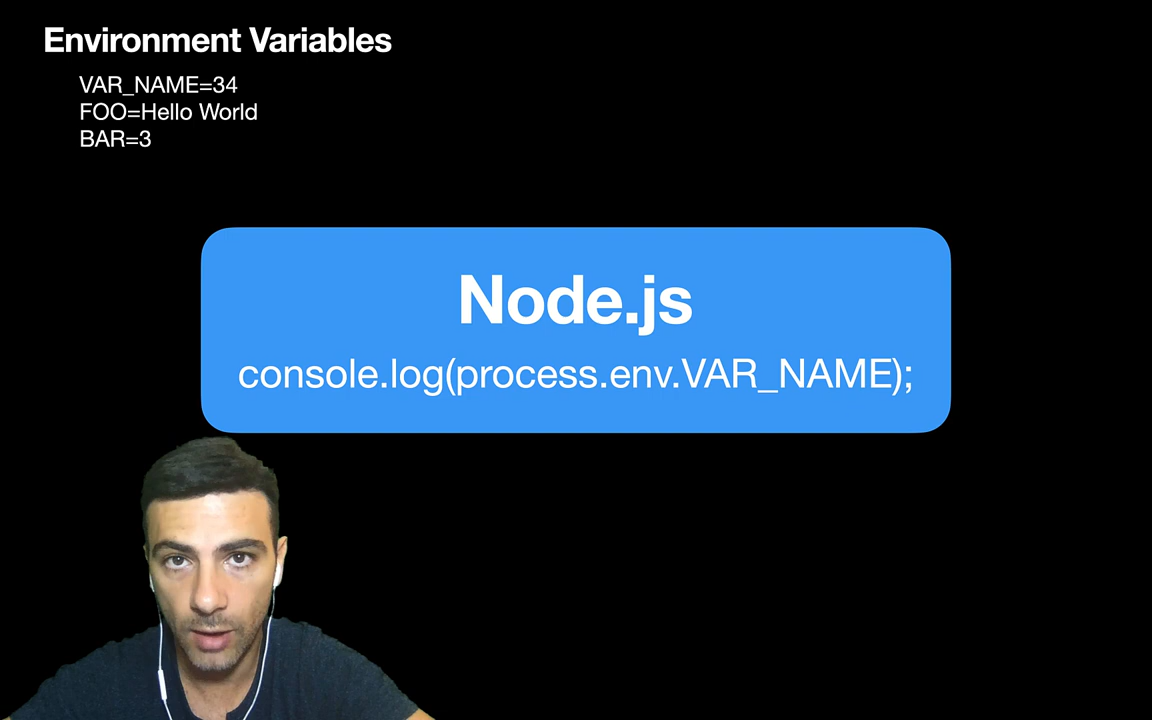 Environment Variables
VAR_NAME=34
FOO=Hello World
BAR=3
Node.js
console.log(process.env.VAR_NAME);